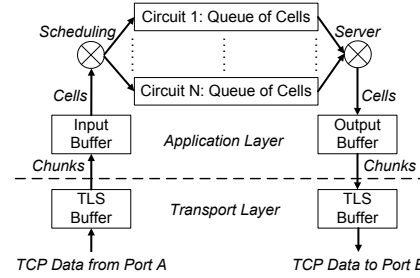 Scheduling
Circuit 1: Queue of Cells
Server
Circuit N: Queue of Cells
Cells
Cells
Input
Buffer
Application Layer
Output
Buffer
Chunks
Chunks
TLS
Buffer
Transport Layer
TLS
Buffer
TCP Data from Port A
TCP Data to Port B